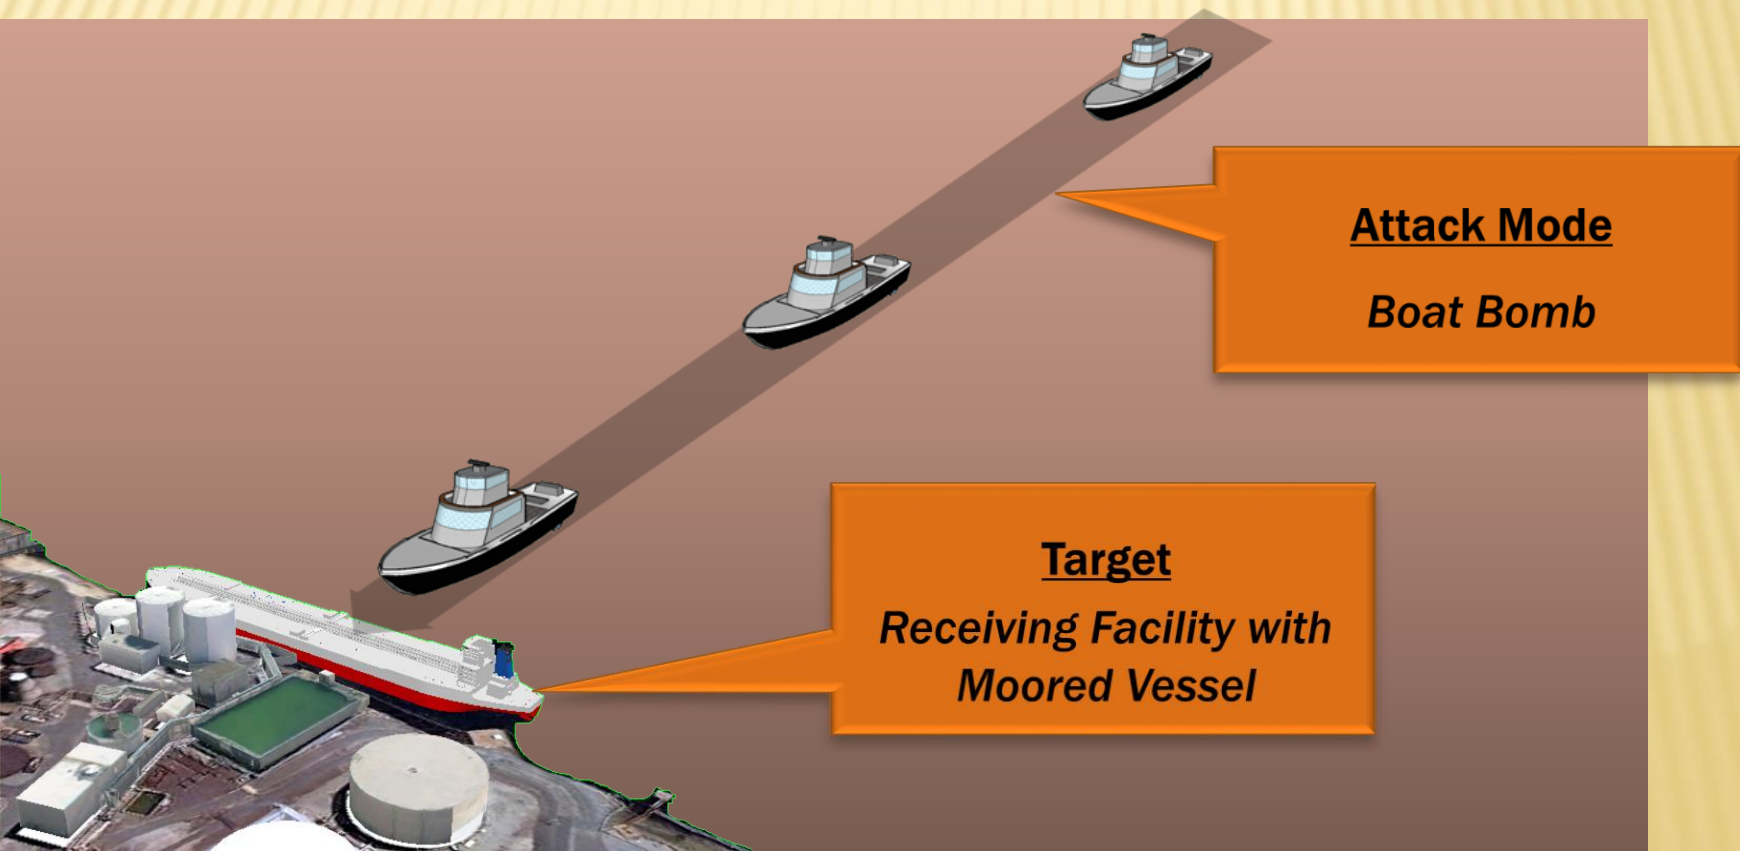 Attack Mode
Boat Bomb
Target
Receiving Facility with
Moored Vessel